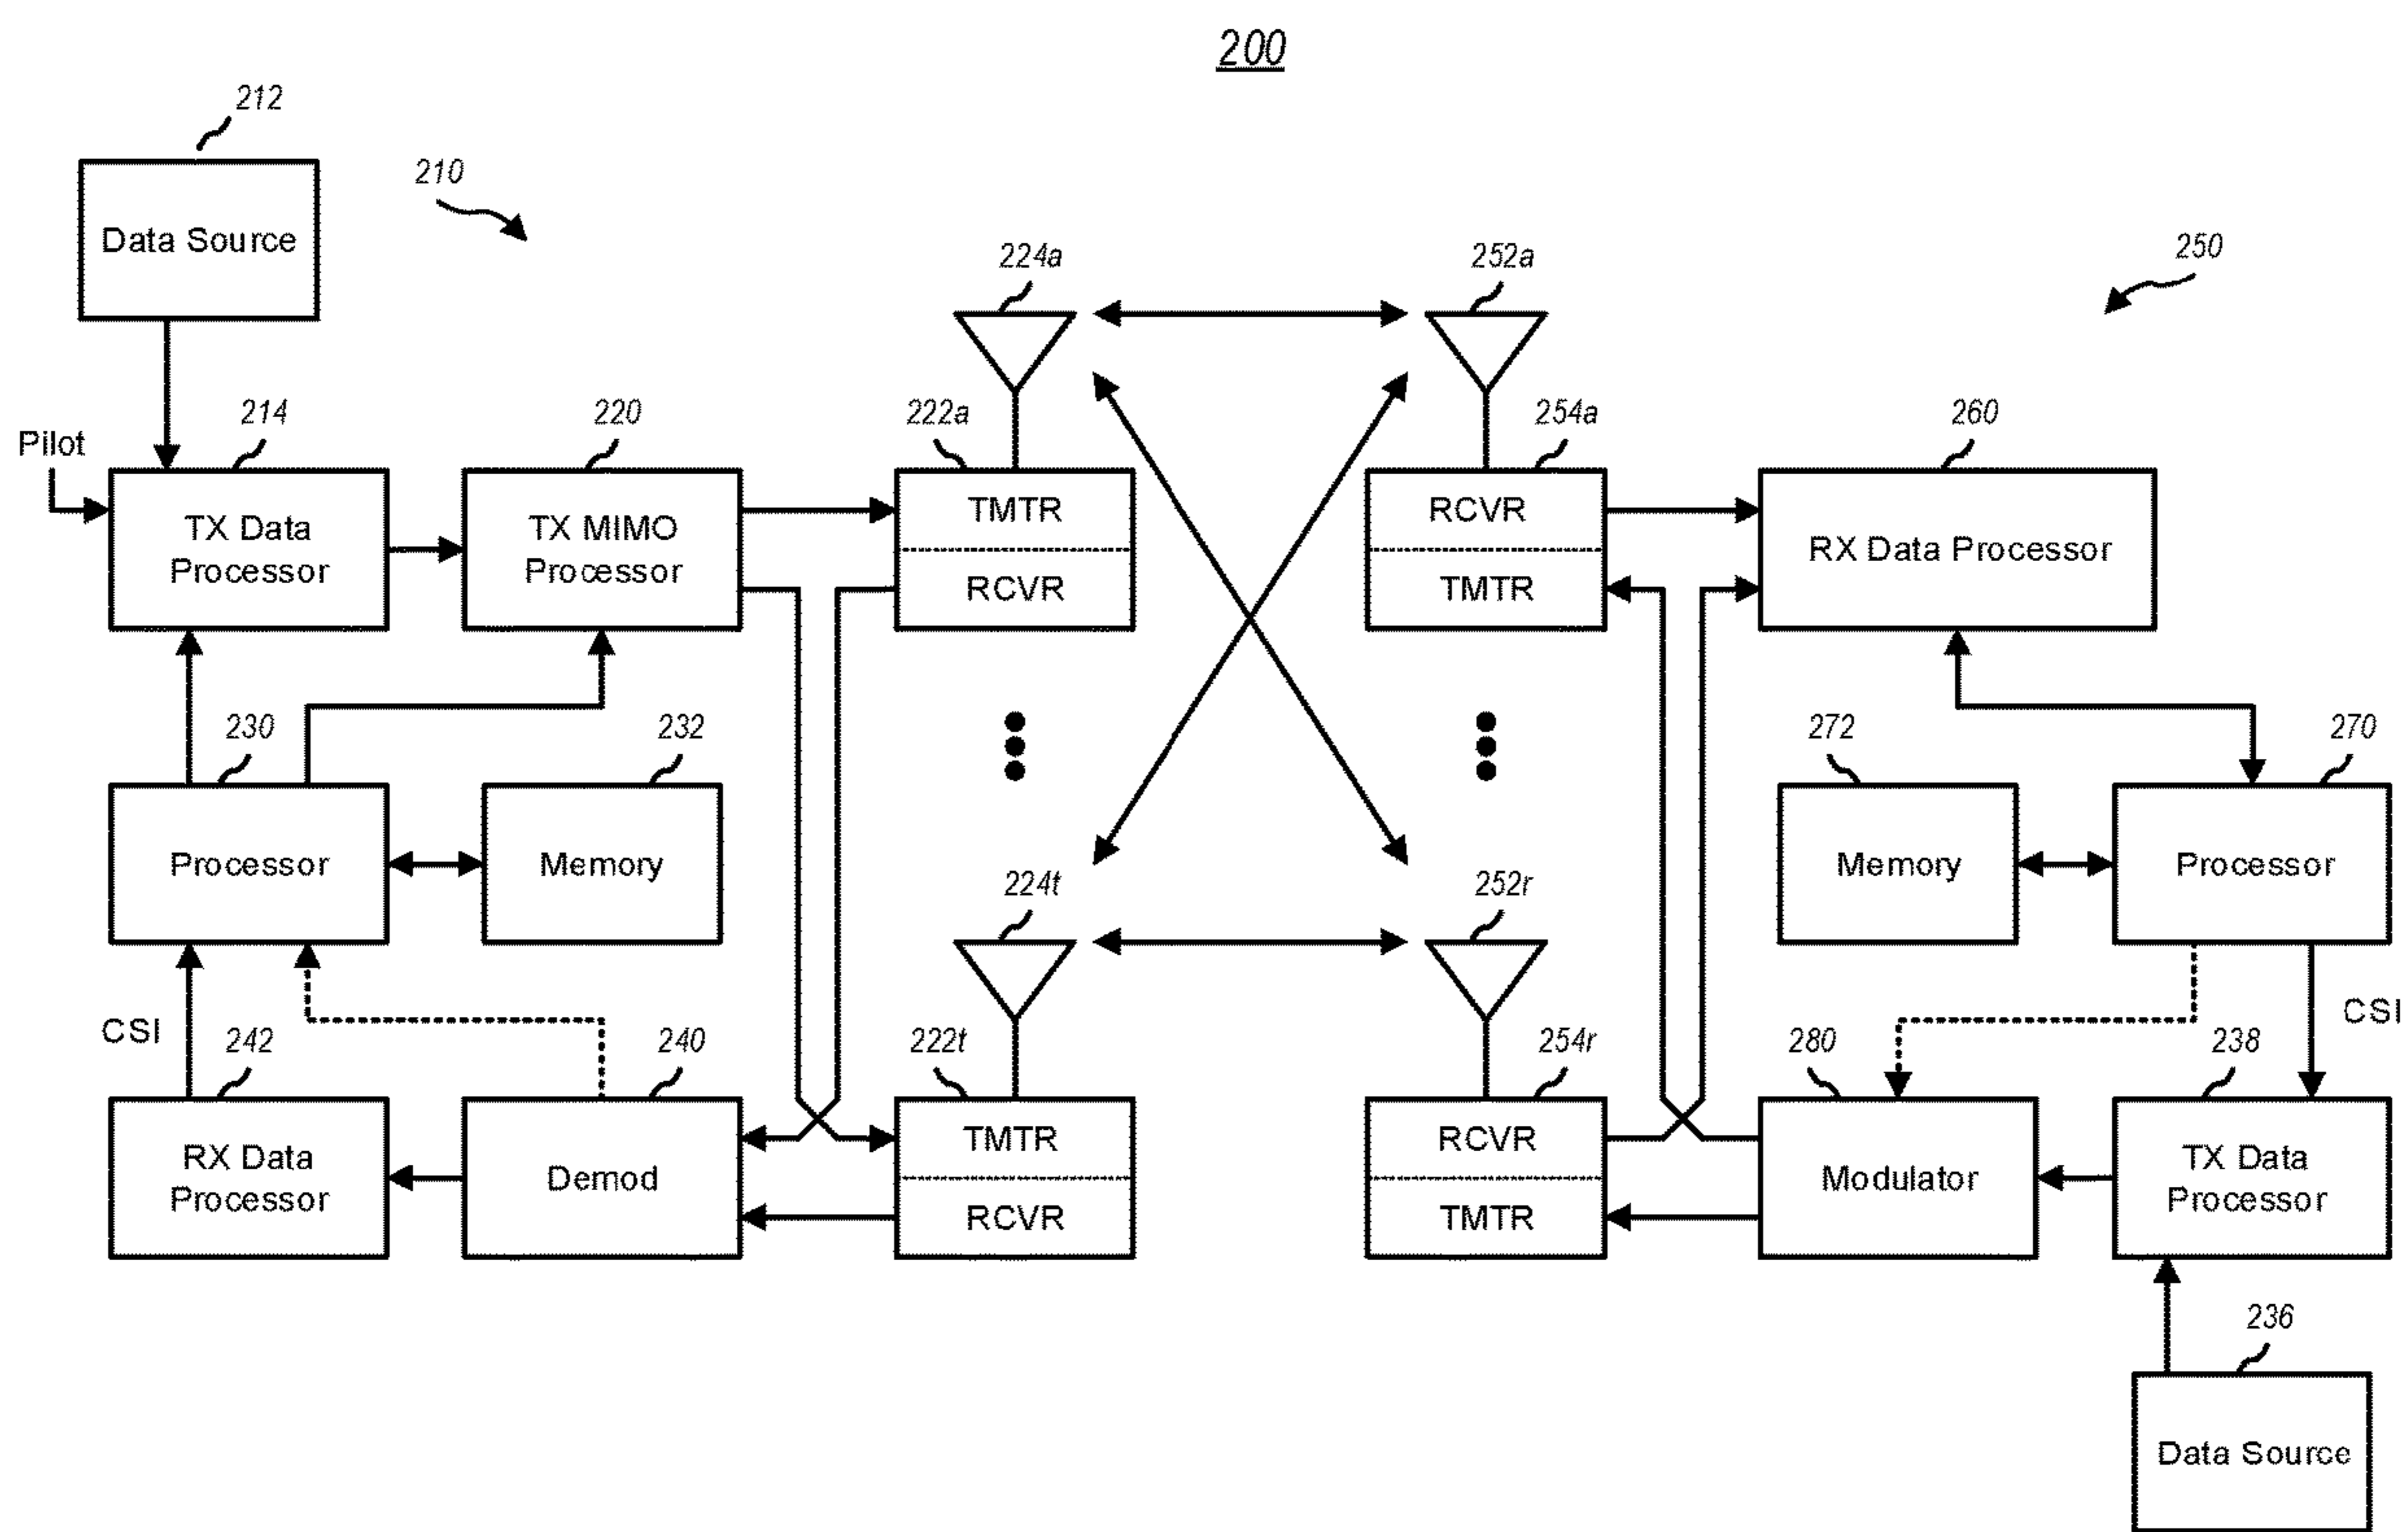 200
212
210
Data Source
250
224a
252a
Pilot
214
220
222a
254a
260
TX Data
Processor
TX MIMO
Processor
TMTR
RCVR
RCVR
TMTR
RX Data Processor
230
232
272
270
Processor
Memory
Memory
Processor
224t
252r
CSI
CSI
242
240
222t
254r
280
238
RX Data
Processor
Demod
TMTR
RCVR
RCVR
TMTR
Modulator
TX Data
Processor
236
Data Source